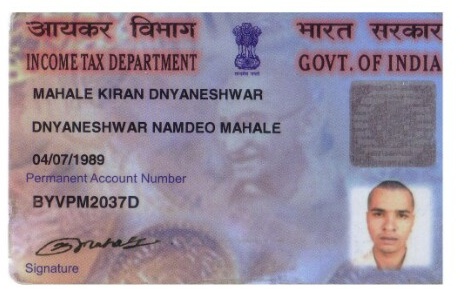 आयकर विभाग भारत सरकार
INCOME TAX DEPARTMENT GOVT. OF INDIA
MAHALE KIRAN DNYANESHWAR
DNYANESHWAR NAMDEO MAHALE
04/07/1989
Permanent Account Number
BYVPM2037D
Signature